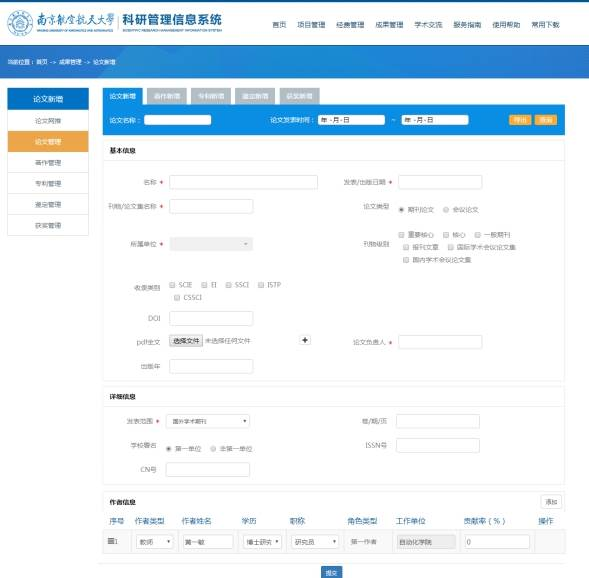 南京航空航天大学 科研管理信息系统
NANJING UNIVERSITY OF AERONAUTICS AND ASTRONAUTICS SCIENTIFIC RESEARCH MANAGEMENT INFORMATION SYSTEM
首页 项目管理 经费管理 成果管理 学术交流 服务指南 使用帮助 常用下载
当前位置：首页 -> 成果管理 -> 论文新增
论文新增
论文网推
论文管理
著作管理
专利管理
鉴定管理
获奖管理
论文新增 著作新增 专利新增 鉴定新增 获奖新增
论文名称： 论文发表时间： 年-月-日 ~ 年-月-日 导出
基本信息
名称 * 发表/出版日期 *
刊物/论文集名称 * 论文类型 期刊论文 会议论文
所属单位 * 刊物级别 重要核心 核心 一般期刊
报刊文章 国际学术会议论文集
国内学术会议论文集
收录类别 SCIE EI SSCI ISTP
CSSCI
DOI
pdf全文 选择文件 未选择任何文件 + 论文负责人 *
出版年
详细信息
发表范围 * 国外学术期刊 卷/期/页
学校署名 第一单位 非第一单位 ISSN号
CN号
作者信息 添加
序号 作者类型 作者姓名 学历 职称 角色类型 工作单位 贡献率（%） 操作
1 教师 黄一敏 博士研究 研究员 第一作者 自动化学院 0
提交